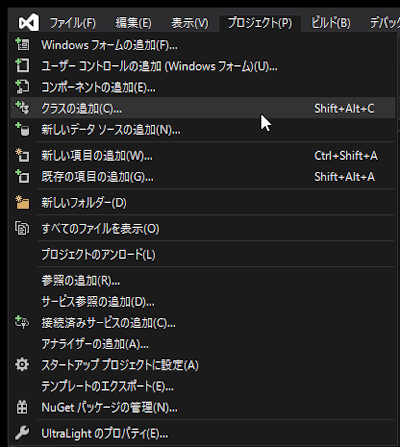 ファイル(F) 編集(E) 表示(V) プロジェクト(P) ビルド(B) デバッ
Windows フォームの追加(F)...
ユーザー コントロールの追加 (Windows フォーム)(U)...
コンポーネントの追加(E)...
クラスの追加(C)... Shift+Alt+C
新しいデータ ソースの追加(N)...
新しい項目の追加(W)... Ctrl+Shift+A
既存の項目の追加(G)... Shift+Alt+A
新しいフォルダー(D)
すべてのファイルを表示(O)
プロジェクトのアンロード(L)
参照の追加(R)...
サービス参照の追加(D)...
接続済みサービスの追加(C)...
アナライザーの追加(A)...
スタートアップ プロジェクトに設定(A)
テンプレートのエクスポート(E)...
NuGet パッケージの管理(N)...
UltraLight のプロパティ(E)...